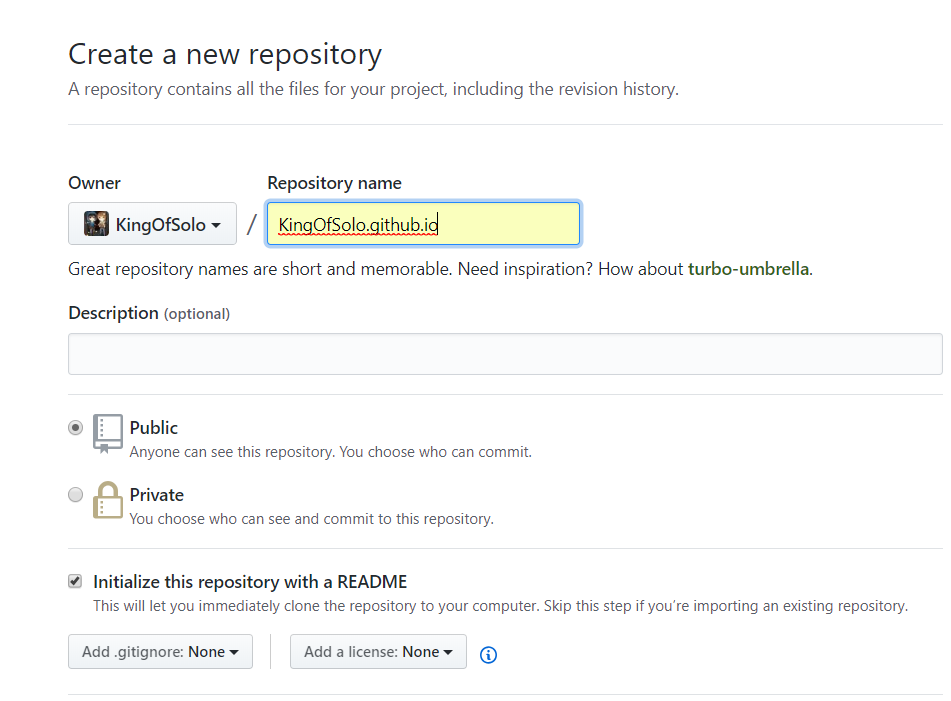 Create a new repository
A repository contains all the files for your project, including the revision history.
Owner Repository name
KingOfSolo / KingOfSolo.github.io
Great repository names are short and memorable. Need inspiration? How about turbo-umbrella.
Description (optional)
Public
Anyone can see this repository. You choose who can commit.
Private
You choose who can see and commit to this repository.
Initialize this repository with a README
This will let you immediately clone the repository to your computer. Skip this step if you’re importing an existing repository.
Add .gitignore: None Add a license: None